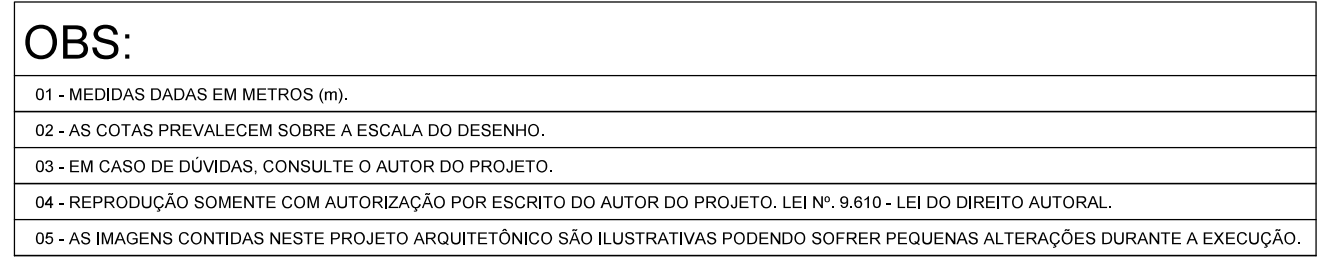 OBS:
01 - MEDIDAS DADAS EM METROS (m).
02 - AS COTAS PREVALECEM SOBRE A ESCALA DO DESENHO.
03 - EM CASO DE DÚVIDAS, CONSULTE O AUTOR DO PROJETO.
04 - REPRODUÇÃO SOMENTE COM AUTORIZAÇÃO POR ESCRITO DO AUTOR DO PROJETO. LEI Nº. 9.610 - LEI DO DIREITO AUTORAL.
05 - AS IMAGENS CONTIDAS NESTE PROJETO ARQUITETÔNICO SÃO ILUSTRATIVAS PODENDO SOFRER PEQUENAS ALTERAÇÕES DURANTE A EXECUÇÃO.